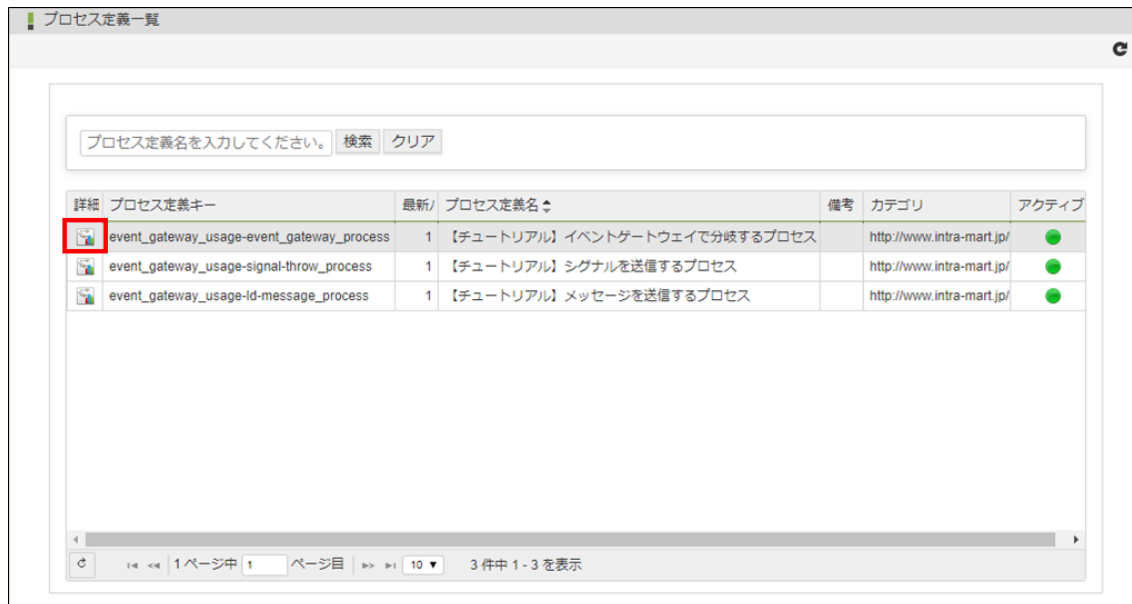 プロセス定義一覧
プロセス定義名を入力してください。 検索 クリア
詳細 プロセス定義キー 最新 プロセス定義名 備考 カテゴリ アクティブ
event_gateway_usage-event_gateway_process 1 【チュートリアル】イベントゲートウェイで分岐するプロセス http://www.intra-mart.jp/
event_gateway_usage-signal-throw_process 1 【チュートリアル】シグナルを送信するプロセス http://www.intra-mart.jp/
event_gateway_usage-ld-message_process 1 【チュートリアル】メッセージを送信するプロセス http://www.intra-mart.jp/
1 ページ中 1 ページ目 10 3 件中 1 - 3 を表示